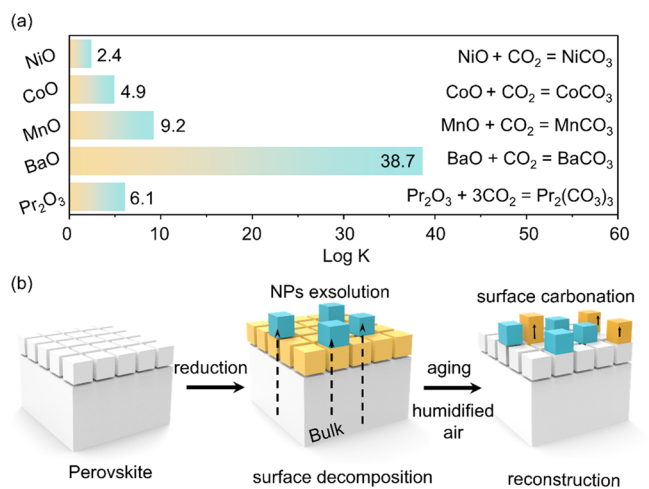 (a)
NiO 2.4 NiO + CO₂ = NiCO₃
CoO 4.9 CoO + CO₂ = CoCO₃
MnO 9.2 MnO + CO₂ = MnCO₃
BaO 38.7 BaO + CO₂ = BaCO₃
Pr₂O₃ 6.1 Pr₂O₃ + 3CO₂ = Pr₂(CO₃)₃
0 10 20 30 40 50 60
Log K
(b)
NPs exsolution
surface carbonation
reduction
aging
humidified
air
Bulk
Perovskite
surface decomposition
reconstruction